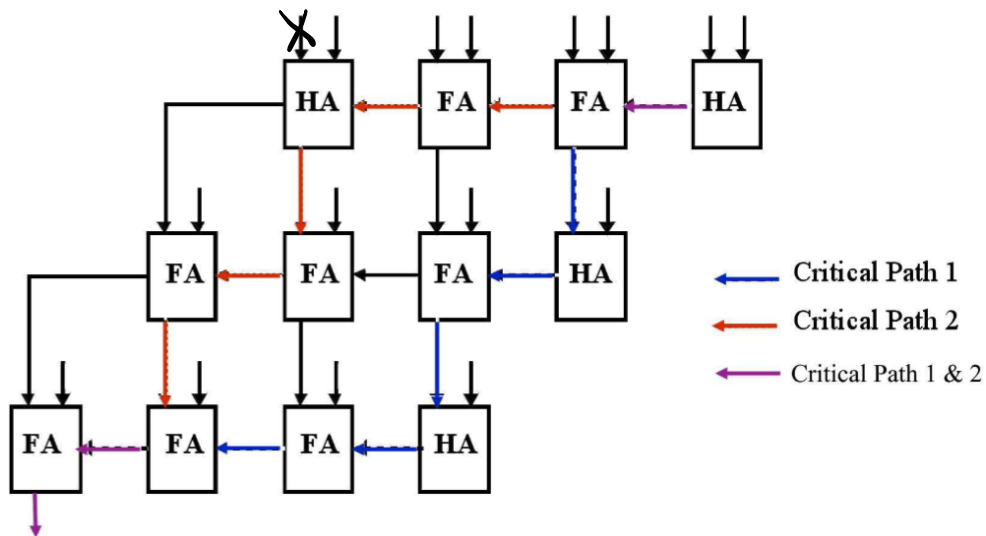 HA FA FA HA
FA FA FA HA
Critical Path 1
Critical Path 2
Critical Path 1 & 2
FA FA FA HA